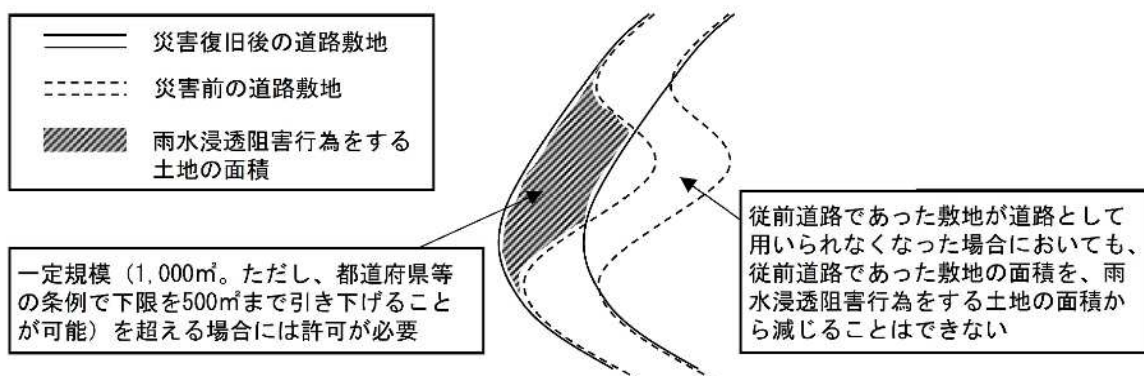 災害復旧後の道路敷地
災害前の道路敷地
雨水浸透阻害行為をする
土地の面積
一定規模（1,000㎡。ただし、都道府県等
の条例で下限を500㎡まで引き下げること
が可能）を超える場合には許可が必要
従前道路であった敷地が道路として
用いられなくなった場合においても、
従前道路であった敷地の面積を、雨
水浸透阻害行為をする土地の面積か
ら減じることはできない